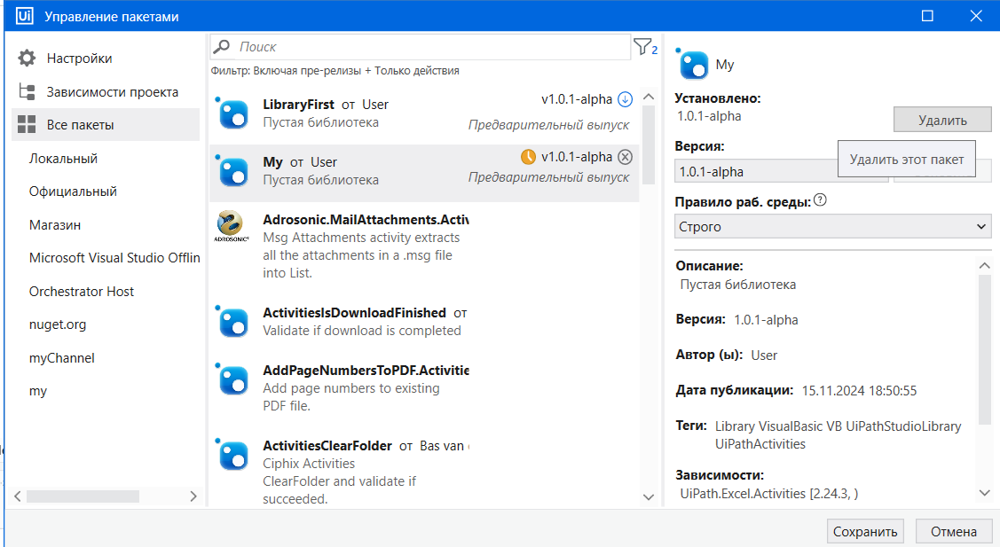 Ui Управление пакетами
Настройки
Зависимости проекта
Все пакеты
Локальный
Официальный
Магазин
Microsoft Visual Studio Offlin
Orchestrator Host
nuget.org
myChannel
my
Поиск
2
Фильтр: Включая пре-релизы + Только действия
LibraryFirst от User v1.0.1-alpha
Пустая библиотека Предварительный выпуск
My от User v1.0.1-alpha
Пустая библиотека Предварительный выпуск
ADROSONIC
Adrosonic.MailAttachments.Activ
Msg Attachments activity extracts
all the attachments in a .msg file
into List.
ActivitiesIsDownloadFinished от
Validate if download is completed
AddPageNumbersToPDF.Activitie
Add page numbers to existing
PDF file.
ActivitiesClearFolder от Bas van
Ciphix Activities
ClearFolder and validate if
succeeded.
My
Установлено:
1.0.1-alpha
Удалить
Версия:
Удалить этот пакет
1.0.1-alpha
Правило раб. среды: ?
Строго
Описание:
Пустая библиотека
Версия: 1.0.1-alpha
Автор (ы): User
Дата публикации: 15.11.2024 18:50:55
Теги: Library VisualBasic VB UiPathStudioLibrary
UiPathActivities
Зависимости:
UiPath.Excel.Activities [2.24.3, )
Сохранить
Отмена